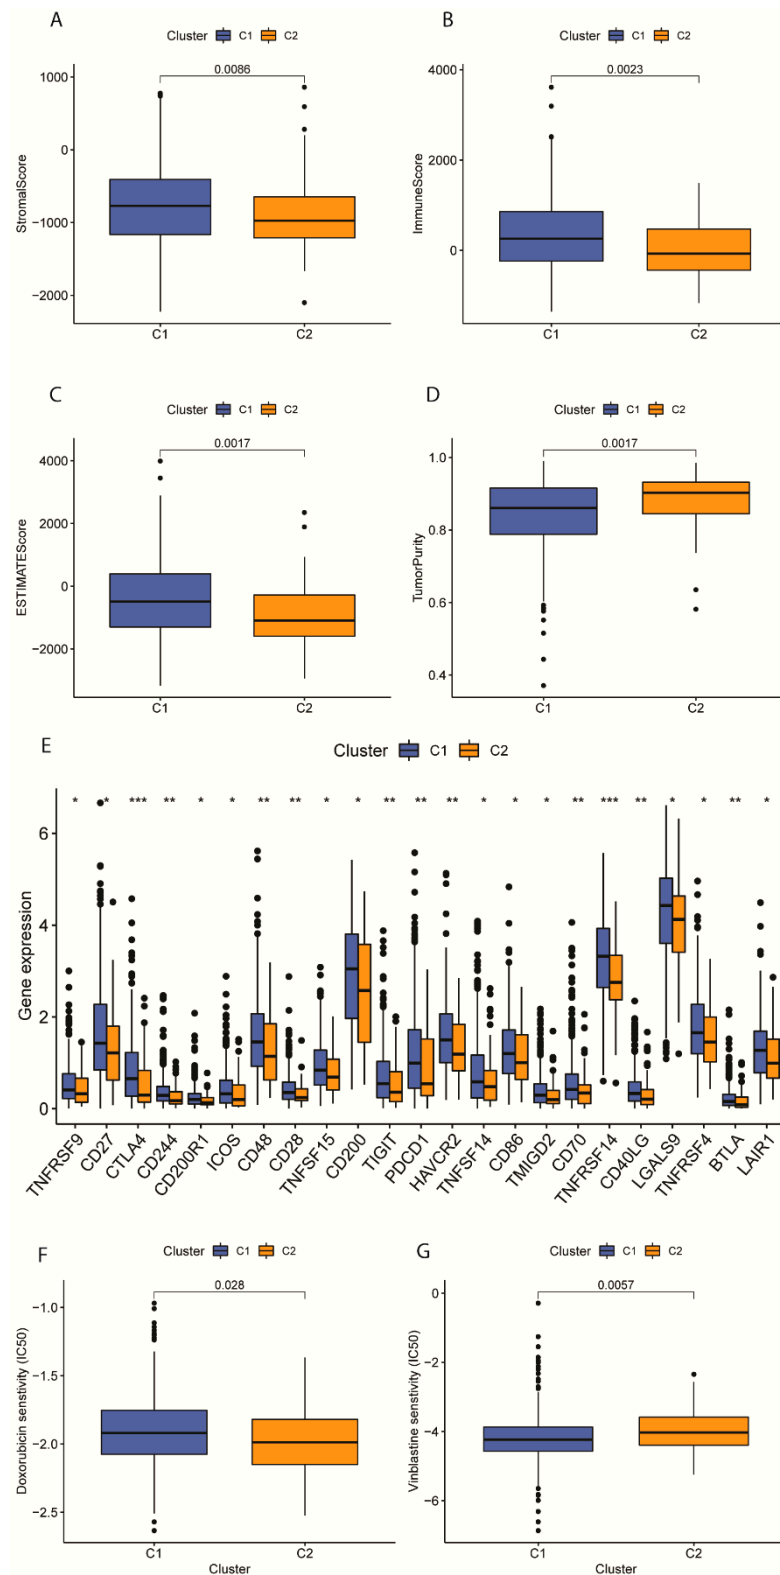 A
Cluster C1 C2
0.0086
StromalScore
1000
0
−1000
−2000
C1 C2
B
Cluster C1 C2
0.0023
ImmuneScore
4000
2000
0
C1 C2
C
Cluster C1 C2
0.0017
ESTIMATEScore
4000
2000
0
−2000
C1 C2
D
Cluster C1 C2
0.0017
TumorPurity
1.0
0.8
0.6
0.4
C1 C2
E
Cluster C1 C2
* * *** ** * * ** ** * * ** ** ** * * * ** *** ** * * ** *
Gene expression
6
4
2
0
TNFRSF9 CD27 CTLA4 CD244 CD200R1 ICOS CD48 CD28 TNFSF15 CD200 TIGIT PDCD1 HAVCR2 TNFSF14 CD86 TMIGD2 CD70 TNFRSF14 CD40LG LGALS9 TNFRSF4 BTLA LAIR1
F
Cluster C1 C2
0.028
Doxorubicin senstivity (IC50)
−1.0
−1.5
−2.0
−2.5
C1 C2
Cluster
G
Cluster C1 C2
0.0057
Vinblastine senstivity (IC50)
0
−2
−4
−6
C1 C2
Cluster